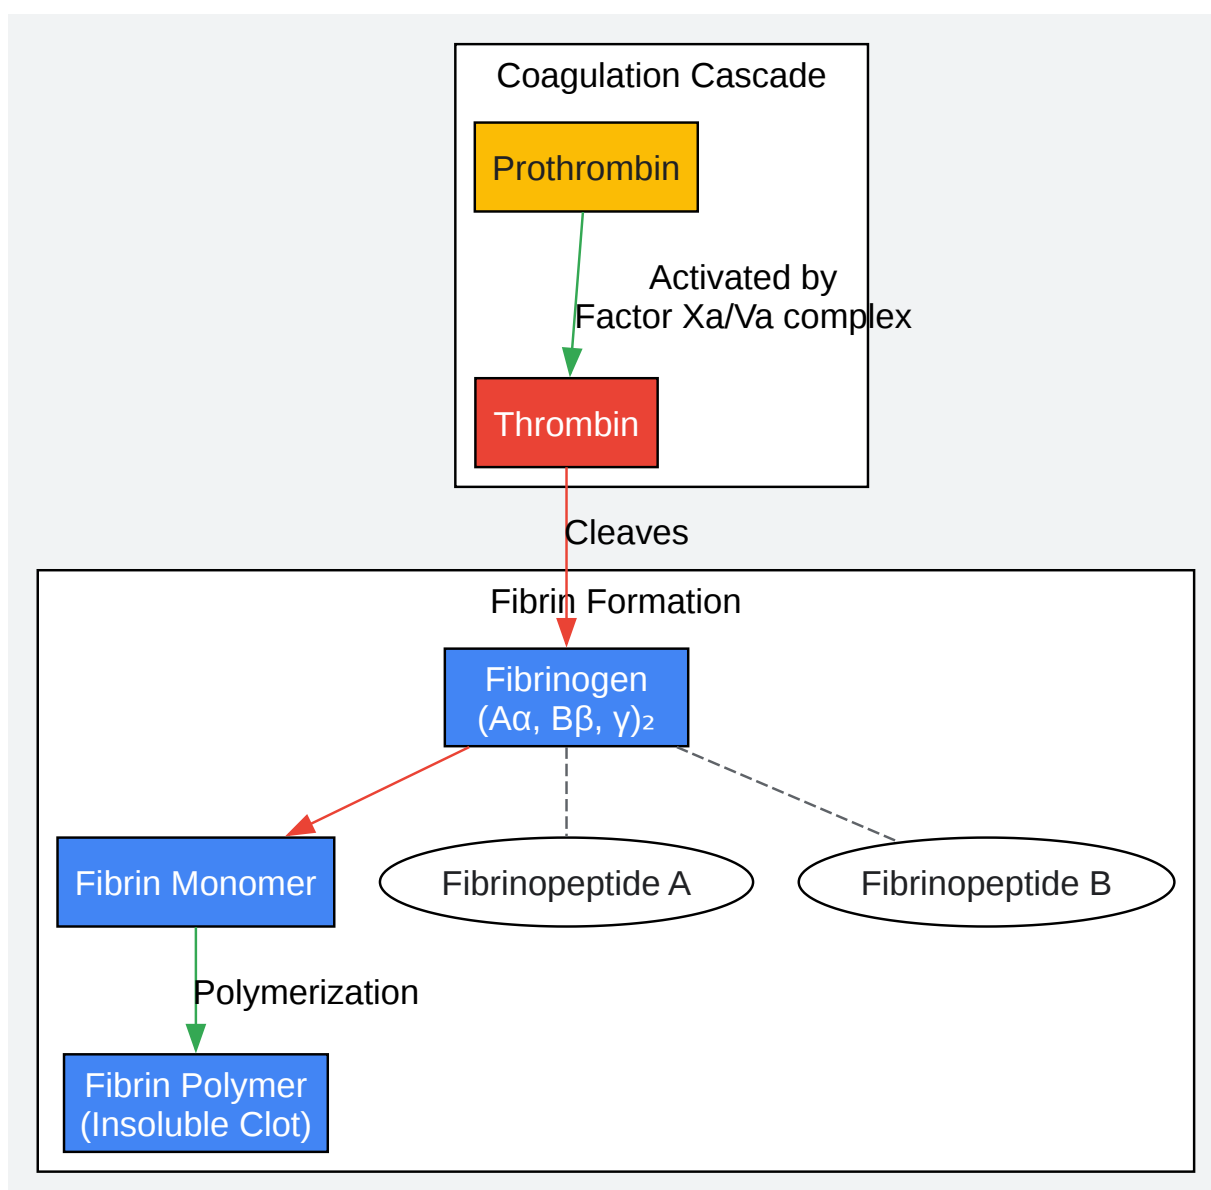 Coagulation Cascade
Prothrombin
Activated by
Factor Xa/Va complex
Thrombin
Cleaves
Fibrin Formation
Fibrinogen
(Aα, Bβ, γ)₂
Fibrin Monomer
Fibrinopeptide A
Fibrinopeptide B
Polymerization
Fibrin Polymer
(Insoluble Clot)